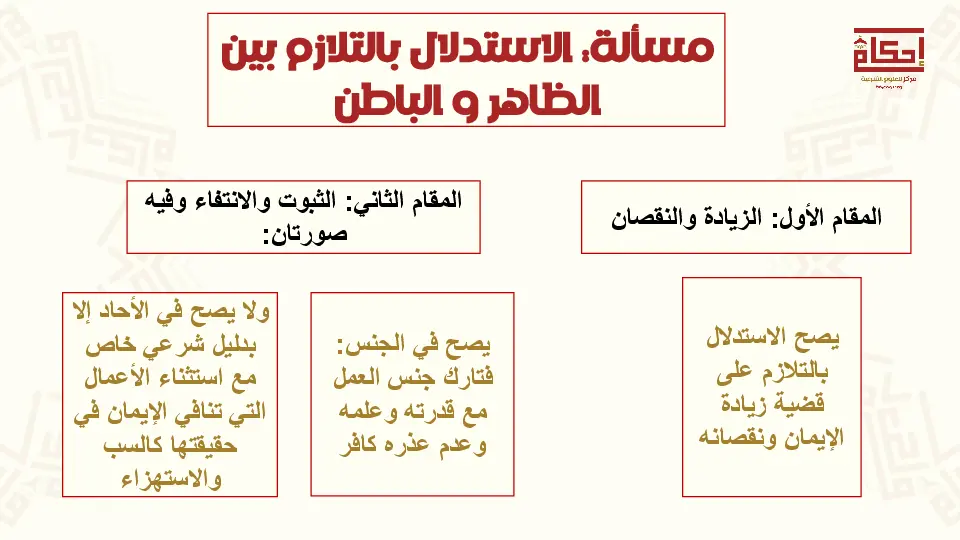 مسألة: الاستدلال بالتلازم بين
الظاهر و الباطن
إحكام
مركز للعلوم الشرعية
المقام الأول: الزيادة والنقصان
المقام الثاني: الثبوت والانتفاء وفيه
صورتان:
يصح الاستدلال
بالتلازم على
قضية زيادة
الإيمان ونقصانه
يصح في الجنس:
فتارك جنس العمل
مع قدرته وعلمه
وعدم عذره كافر
ولا يصح في الأحاد إلا
بدليل شرعي خاص
مع استثناء الأعمال
التي تنافي الإيمان في
حقيقتها كالسب
والاستهزاء